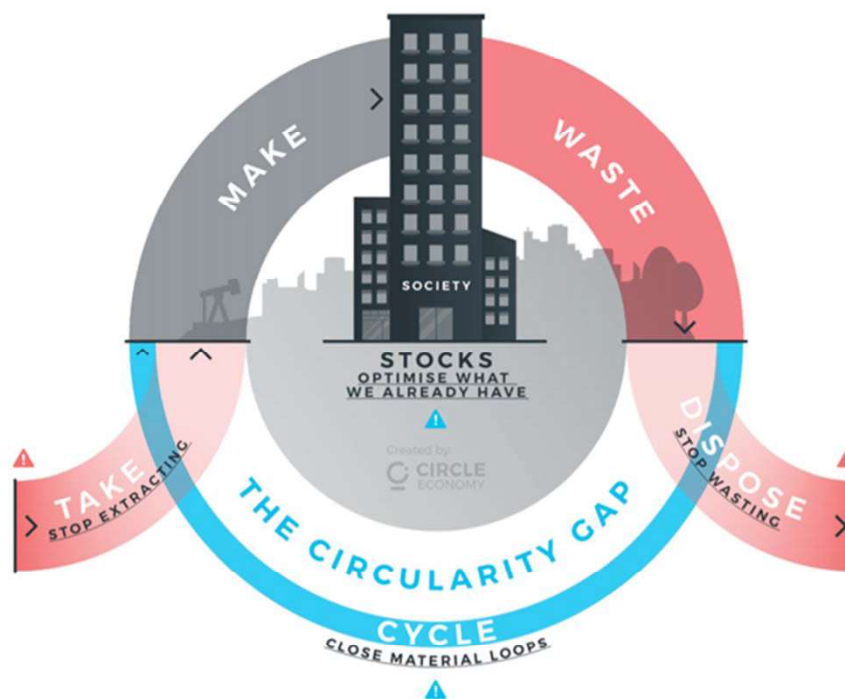 MAKE
WASTE
SOCIETY
STOCKS
OPTIMISE WHAT
WE ALREADY HAVE
Created by:
CIRCLE
ECONOMY
TAKE
STOP EXTRACTING
DISPOSE
STOP WASTING
THE CIRCULARITY GAP
CYCLE
CLOSE MATERIAL LOOPS